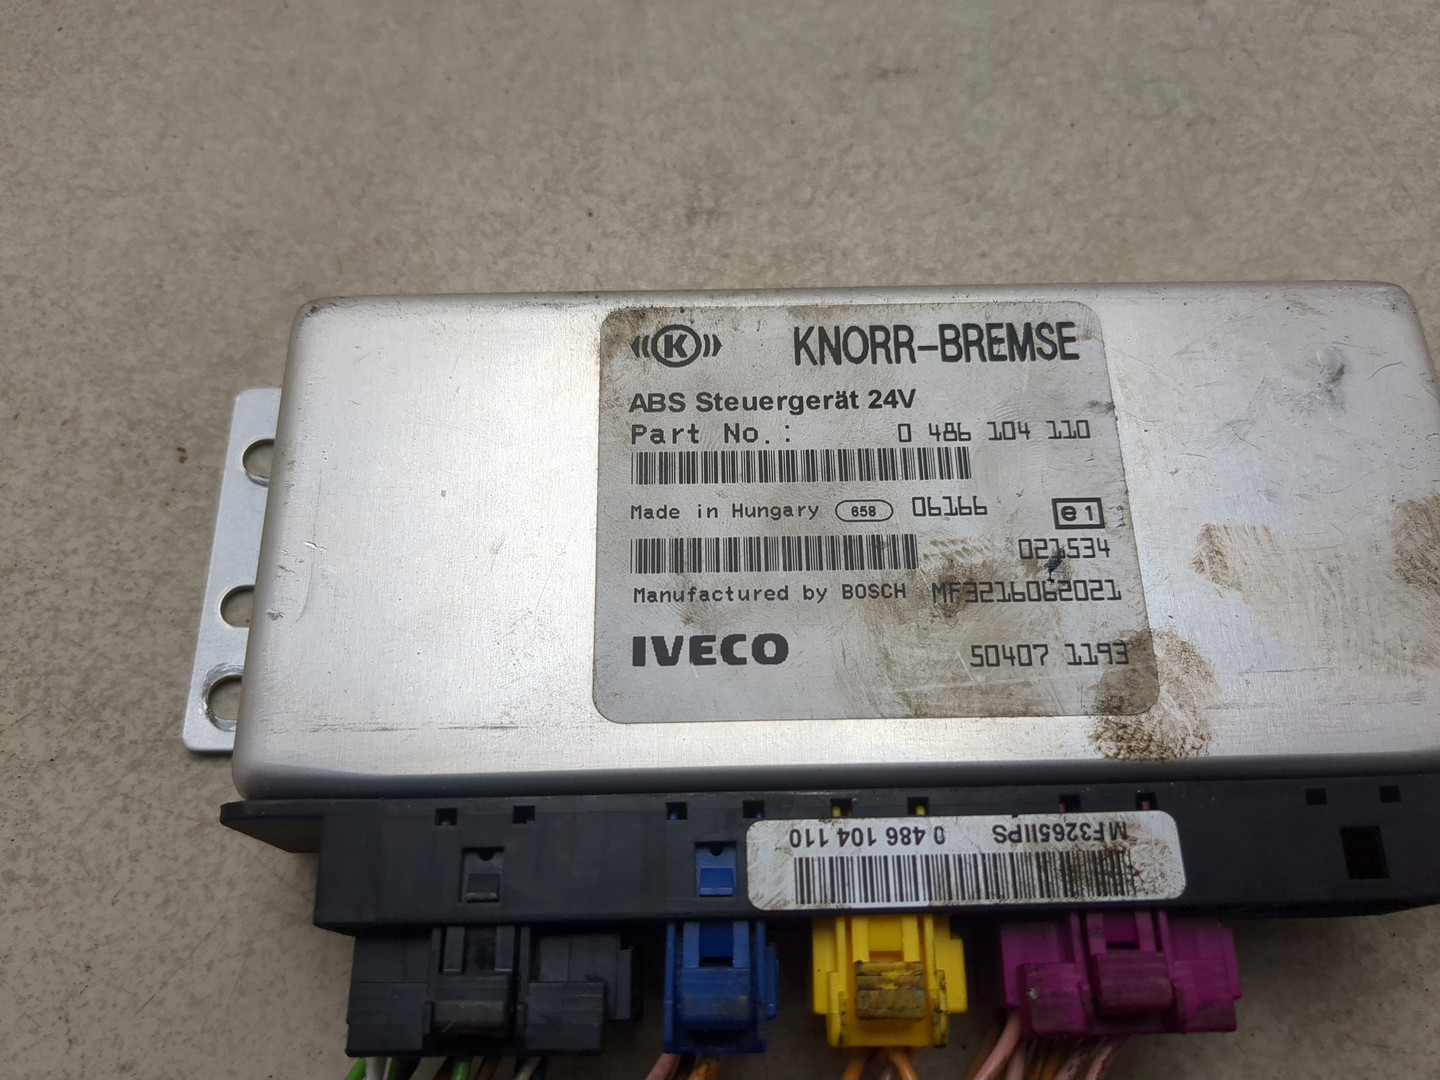 K KNORR-BREMSE
ABS Steuergerät 24V
Part No.: 0 486 104 110
Made in Hungary 658 06166 e1
021534
Manufactured by BOSCH MF3216062021
IVECO 50407 1193
MF3265IIPS 0 486 104 110